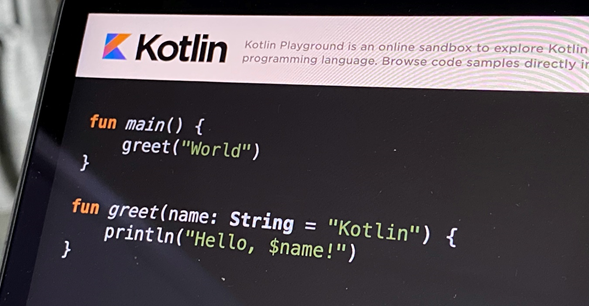 Kotlin
Kotlin Playground is an online sandbox to explore Kotlin
programming language. Browse code samples directly
fun main() {
greet("World")
}
fun greet(name: String = "Kotlin") {
println("Hello, $name!")
}